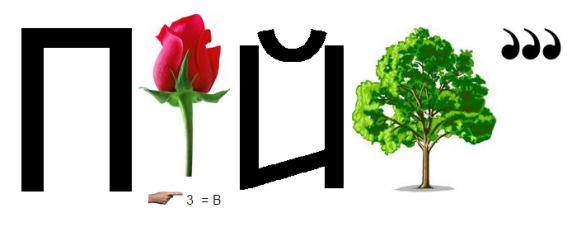 П Й ,,,
3 = В